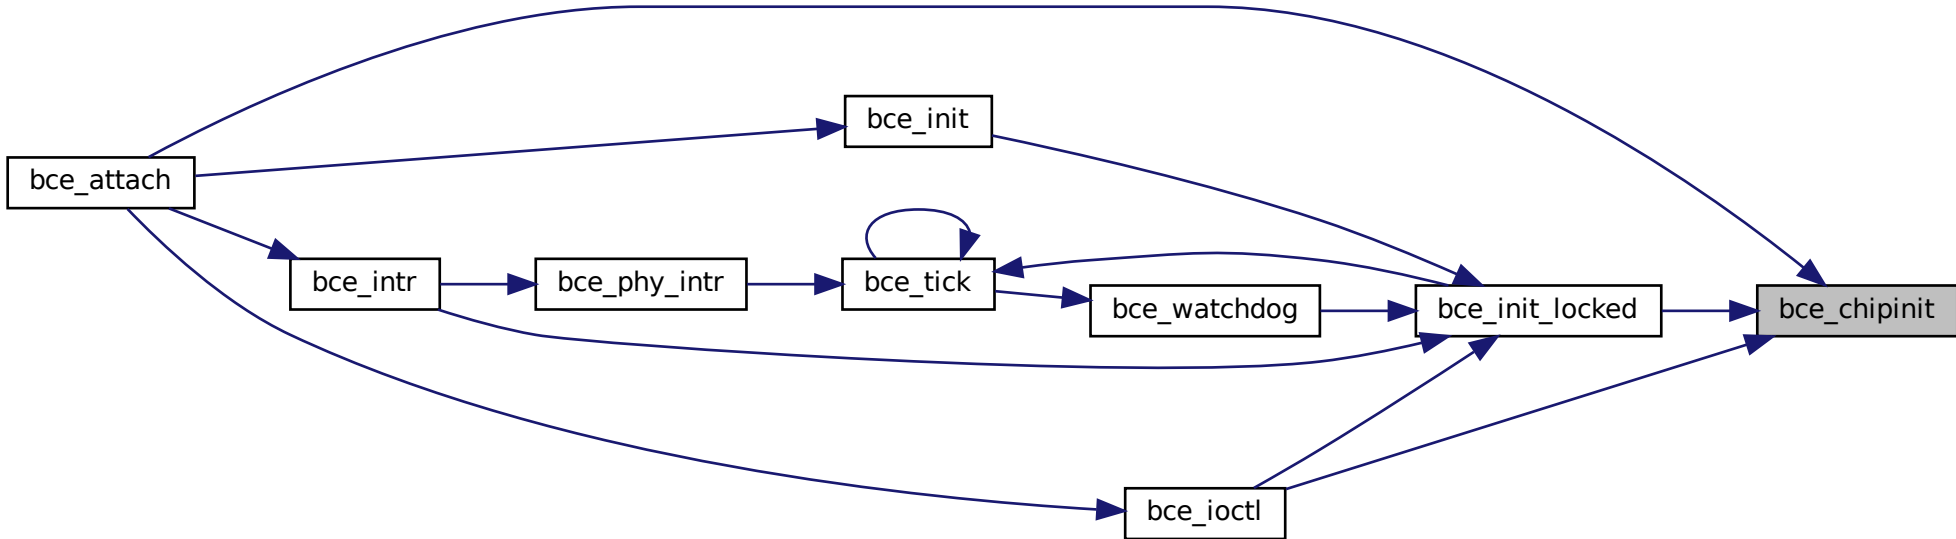 bce_init
bce_attach
bce_intr
bce_phy_intr
bce_tick
bce_watchdog
bce_init_locked
bce_chipinit
bce_ioctl